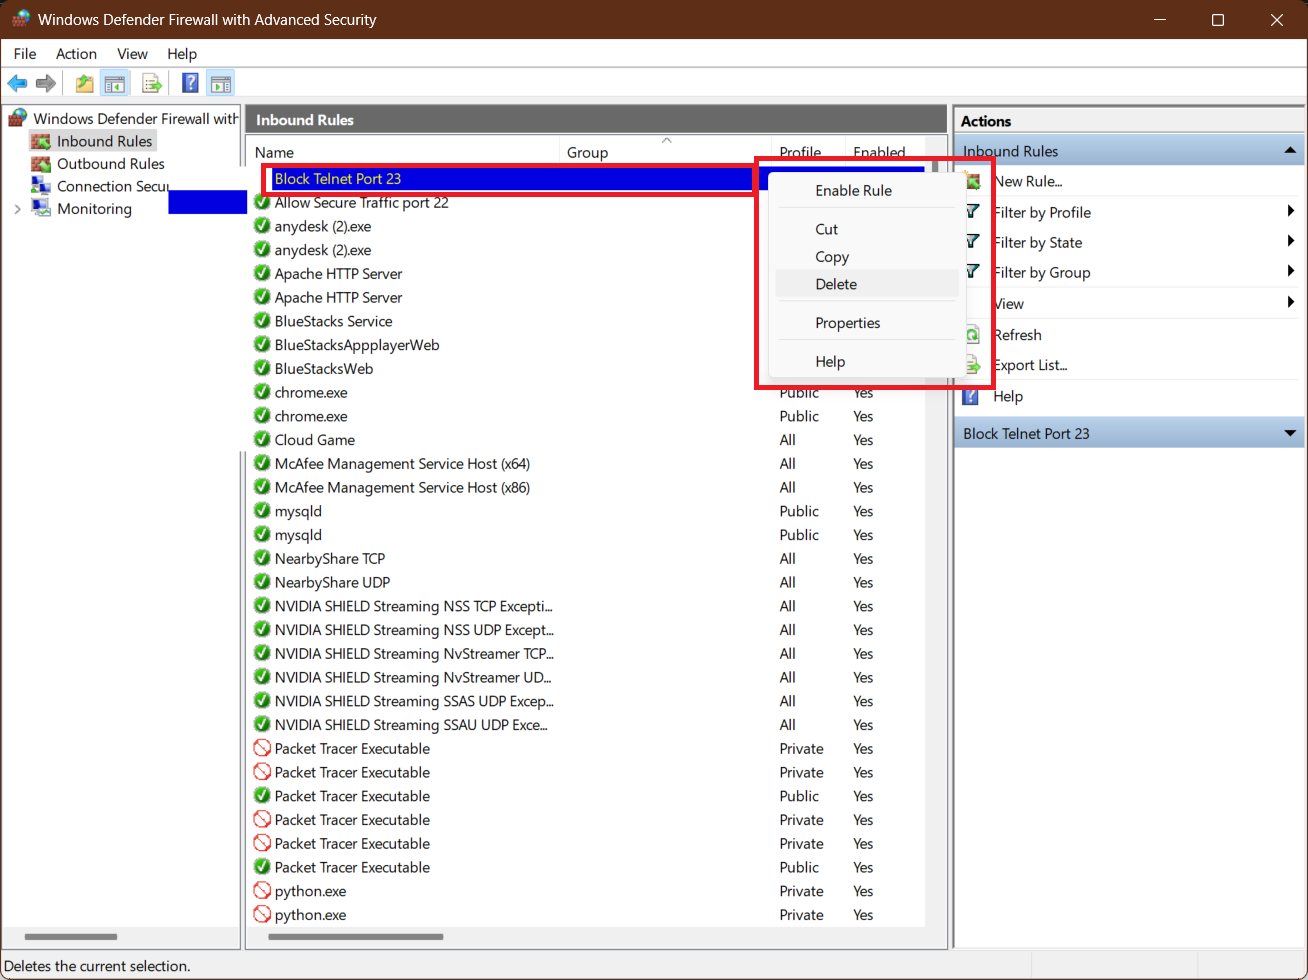 Windows Defender Firewall with Advanced Security
File Action View Help
Windows Defender Firewall with
Inbound Rules
Outbound Rules
Connection Secu
Monitoring
Inbound Rules
Name Group Profile Enabled
Block Telnet Port 23
Allow Secure Traffic port 22
anydesk (2).exe
anydesk (2).exe
Apache HTTP Server
Apache HTTP Server
BlueStacks Service
BlueStacksAppplayerWeb
BlueStacksWeb
chrome.exe Public Yes
chrome.exe Public Yes
Cloud Game All Yes
McAfee Management Service Host (x64) All Yes
McAfee Management Service Host (x86) All Yes
mysqld Public Yes
mysqld Public Yes
NearbyShare TCP All Yes
NearbyShare UDP All Yes
NVIDIA SHIELD Streaming NSS TCP Excepti... All Yes
NVIDIA SHIELD Streaming NSS UDP Except... All Yes
NVIDIA SHIELD Streaming NvStreamer TCP... All Yes
NVIDIA SHIELD Streaming NvStreamer UD... All Yes
NVIDIA SHIELD Streaming SSAS UDP Excep... All Yes
NVIDIA SHIELD Streaming SSAU UDP Exce... All Yes
Packet Tracer Executable Private Yes
Packet Tracer Executable Private Yes
Packet Tracer Executable Public Yes
Packet Tracer Executable Private Yes
Packet Tracer Executable Private Yes
Packet Tracer Executable Public Yes
python.exe Private Yes
python.exe Private Yes
Enable Rule
Cut
Copy
Delete
Properties
Help
Actions
Inbound Rules
New Rule...
Filter by Profile
Filter by State
Filter by Group
View
Refresh
Export List...
Help
Block Telnet Port 23
Deletes the current selection.